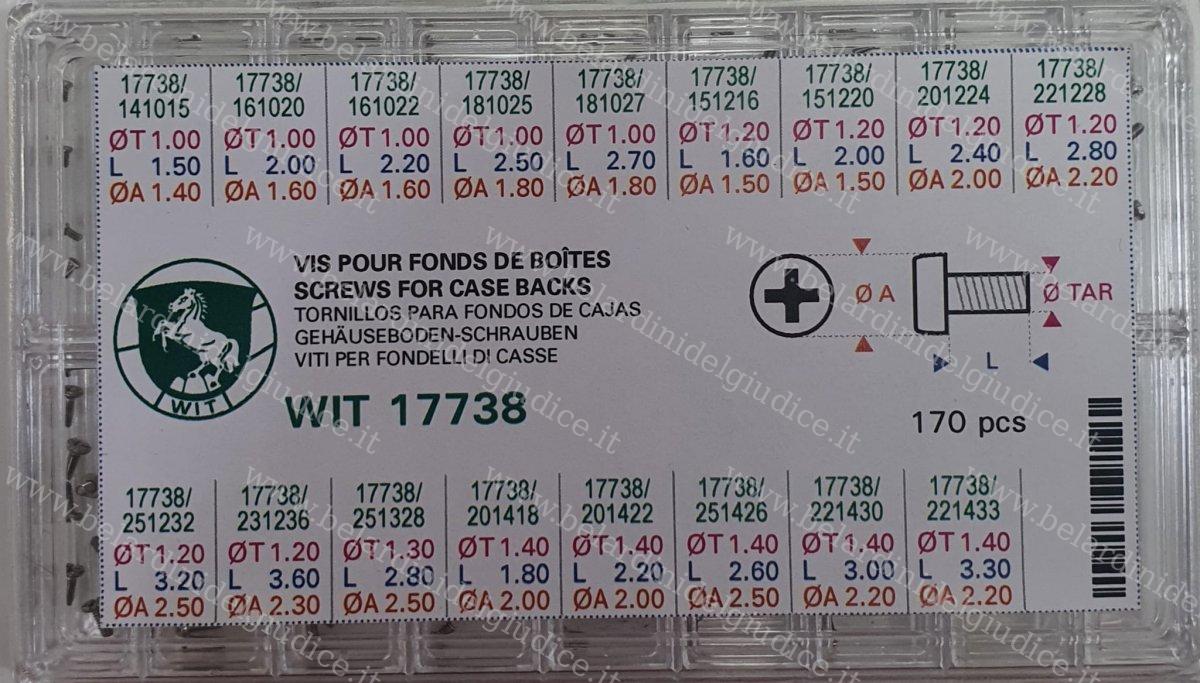 17738/ 17738/ 17738/ 17738/ 17738/ 17738/ 17738/ 17738/ 17738/
141015 161020 161022 181025 181027 151216 151220 201224 221228
ØT 1.00 ØT 1.00 ØT 1.00 ØT 1.00 ØT 1.00 ØT 1.20 ØT 1.20 ØT 1.20 ØT 1.20
L 1.50 L 2.00 L 2.20 L 2.50 L 2.70 L 1.60 L 2.00 L 2.40 L 2.80
ØA 1.40 ØA 1.60 ØA 1.60 ØA 1.80 ØA 1.80 ØA 1.50 ØA 1.50 ØA 2.00 ØA 2.20
WIT
VIS POUR FONDS DE BOÎTES
SCREWS FOR CASE BACKS
TORNILLOS PARA FONDOS DE CAJAS
GEHÄUSEBODEN-SCHRAUBEN
VITI PER FONDELLI DI CASSE
WIT 17738
Ø A
Ø TAR
L
170 pcs
17738/ 17738/ 17738/ 17738/ 17738/ 17738/ 17738/ 17738/
251232 231236 251328 201418 201422 251426 221430 221433
ØT 1.20 ØT 1.20 ØT 1.30 ØT 1.40 ØT 1.40 ØT 1.40 ØT 1.40 ØT 1.40
L 3.20 L 3.60 L 2.80 L 1.80 L 2.20 L 2.60 L 3.00 L 3.30
ØA 2.50 ØA 2.30 ØA 2.50 ØA 2.00 ØA 2.00 ØA 2.50 ØA 2.20 ØA 2.20
www.belardinidelgiudice.it